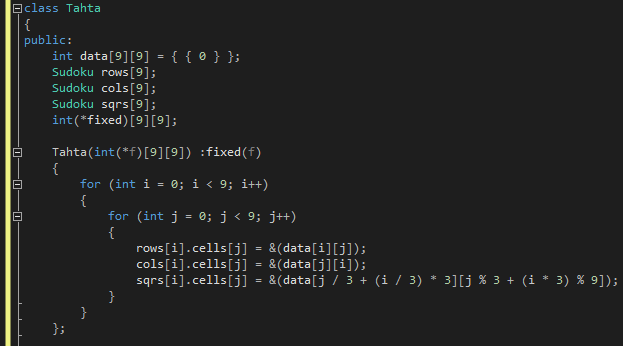 class Tahta
{
public:
    int data[9][9] = { { 0 } };
    Sudoku rows[9];
    Sudoku cols[9];
    Sudoku sqrs[9];
    int(*fixed)[9][9];

    Tahta(int(*f)[9][9]) :fixed(f)
    {
        for (int i = 0; i < 9; i++)
        {
            for (int j = 0; j < 9; j++)
            {
                rows[i].cells[j] = &(data[i][j]);
                cols[i].cells[j] = &(data[j][i]);
                sqrs[i].cells[j] = &(data[j / 3 + (i / 3) * 3][j % 3 + (i * 3) % 9]);
            }
        }
    };